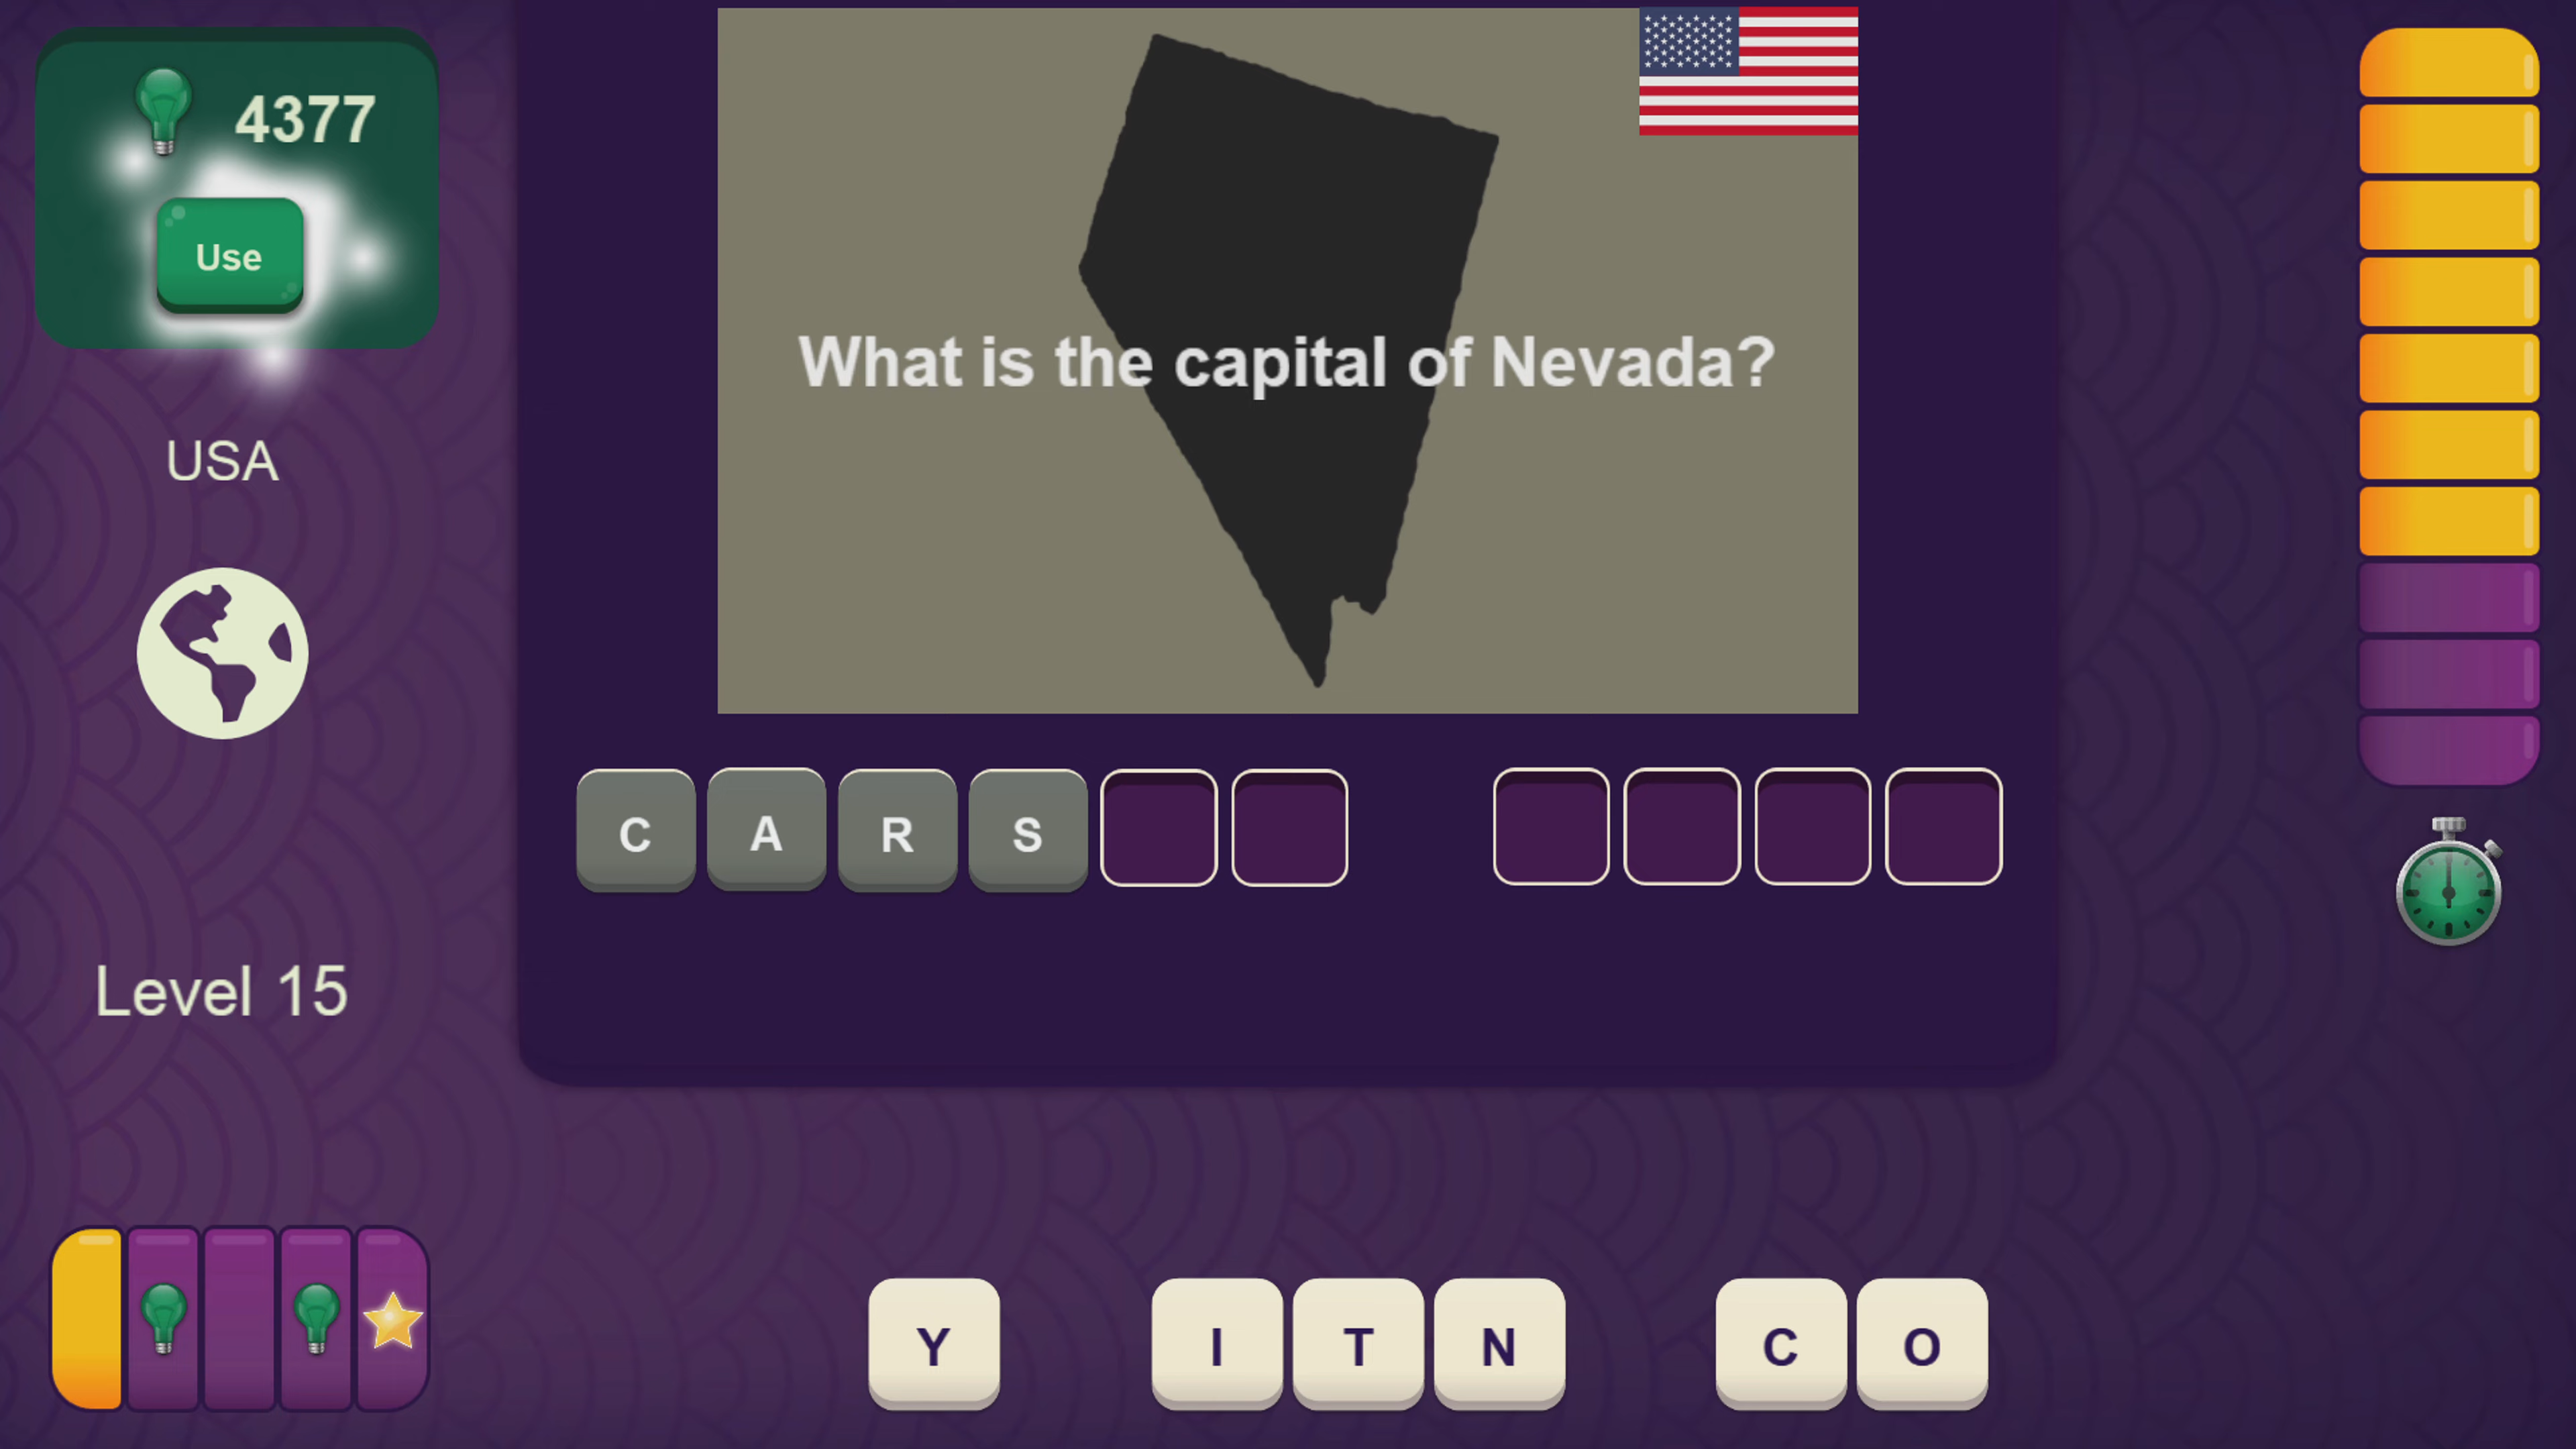 4377
Use
USA
Level 15
What is the capital of Nevada?
C A R S
Y I T N C O